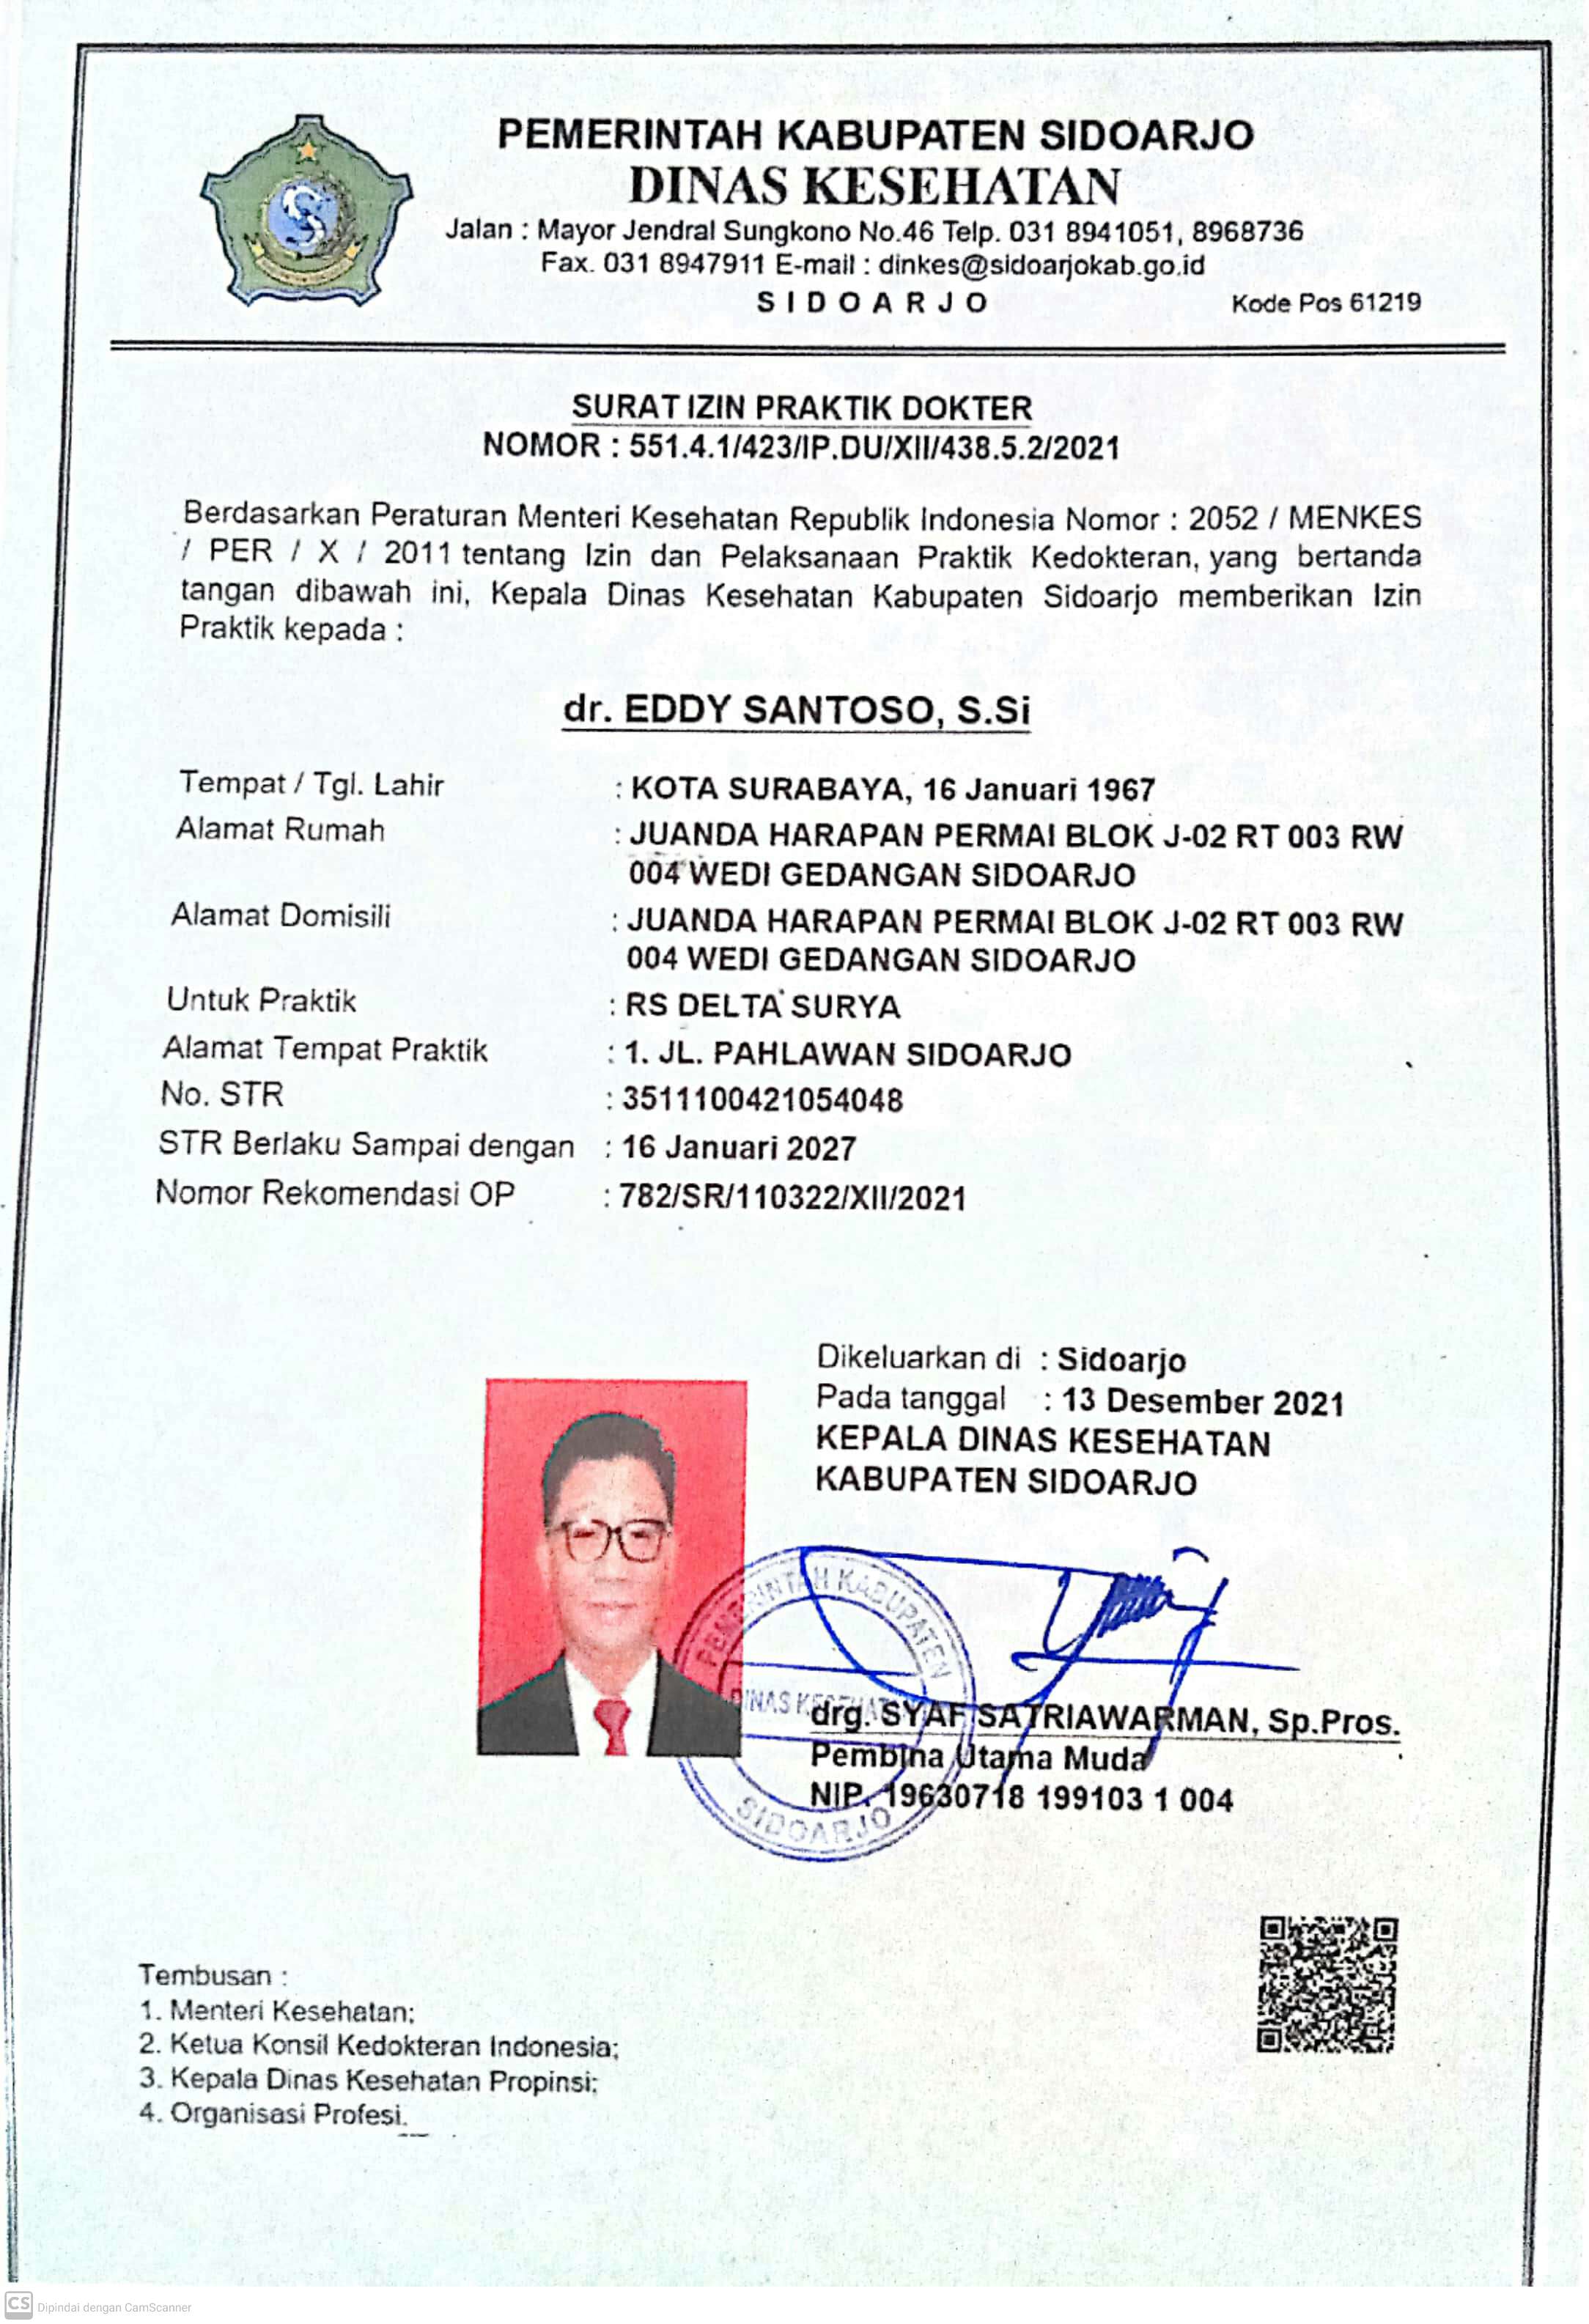 PEMERINTAH KABUPATEN SIDOARJO
DINAS KESEHATAN
Jalan : Mayor Jendral Sungkono No.46 Telp. 031 8941051, 8968736
Fax. 031 8947911 E-mail : dinkes@sidoarjokab.go.id
SIDOARJO Kode Pos 61219
SURAT IZIN PRAKTIK DOKTER
NOMOR : 551.4.1/423/IP.DU/XII/438.5.2/2021
Berdasarkan Peraturan Menteri Kesehatan Republik Indonesia Nomor : 2052 / MENKES
/ PER / X / 2011 tentang Izin dan Pelaksanaan Praktik Kedokteran, yang bertanda
tangan dibawah ini, Kepala Dinas Kesehatan Kabupaten Sidoarjo memberikan Izin
Praktik kepada :
dr. EDDY SANTOSO, S.Si
Tempat / Tgl. Lahir : KOTA SURABAYA, 16 Januari 1967
Alamat Rumah : JUANDA HARAPAN PERMAI BLOK J-02 RT 003 RW
004 WEDI GEDANGAN SIDOARJO
Alamat Domisili : JUANDA HARAPAN PERMAI BLOK J-02 RT 003 RW
004 WEDI GEDANGAN SIDOARJO
Untuk Praktik : RS DELTA SURYA
Alamat Tempat Praktik : 1. JL. PAHLAWAN SIDOARJO
No. STR : 3511100421054048
STR Berlaku Sampai dengan : 16 Januari 2027
Nomor Rekomendasi OP : 782/SR/110322/XII/2021
Dikeluarkan di : Sidoarjo
Pada tanggal : 13 Desember 2021
KEPALA DINAS KESEHATAN
KABUPATEN SIDOARJO
PEMERINTAH KABUPATEN
DINAS KESEHATAN
SIDOARJO
drg. SYAF SATRIAWARMAN, Sp.Pros.
Pembina Utama Muda
NIP. 19630718 199103 1 004
Tembusan :
1. Menteri Kesehatan;
2. Ketua Konsil Kedokteran Indonesia;
3. Kepala Dinas Kesehatan Propinsi;
4. Organisasi Profesi.
CS Dipindai dengan CamScanner